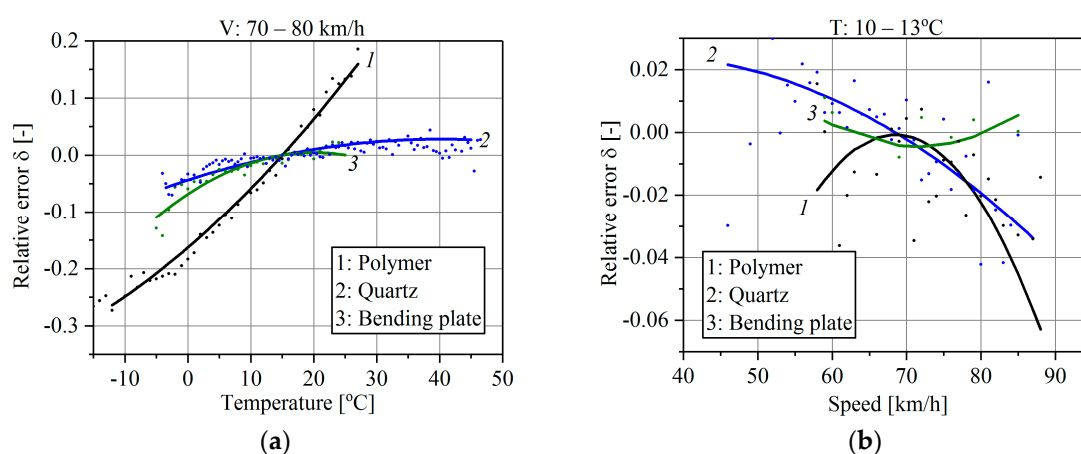 V: 70 – 80 km/h
0.2
0.1
0.0
-0.1
-0.2
-0.3
Relative error δ [-]
1
2
3
1: Polymer
2: Quartz
3: Bending plate
-10 0 10 20 30 40 50
Temperature [ºC]
(a)
T: 10 – 13ºC
0.02
0.00
-0.02
-0.04
-0.06
Relative error δ [-]
2
3
1
1: Polymer
2: Quartz
3: Bending plate
40 50 60 70 80 90
Speed [km/h]
(b)